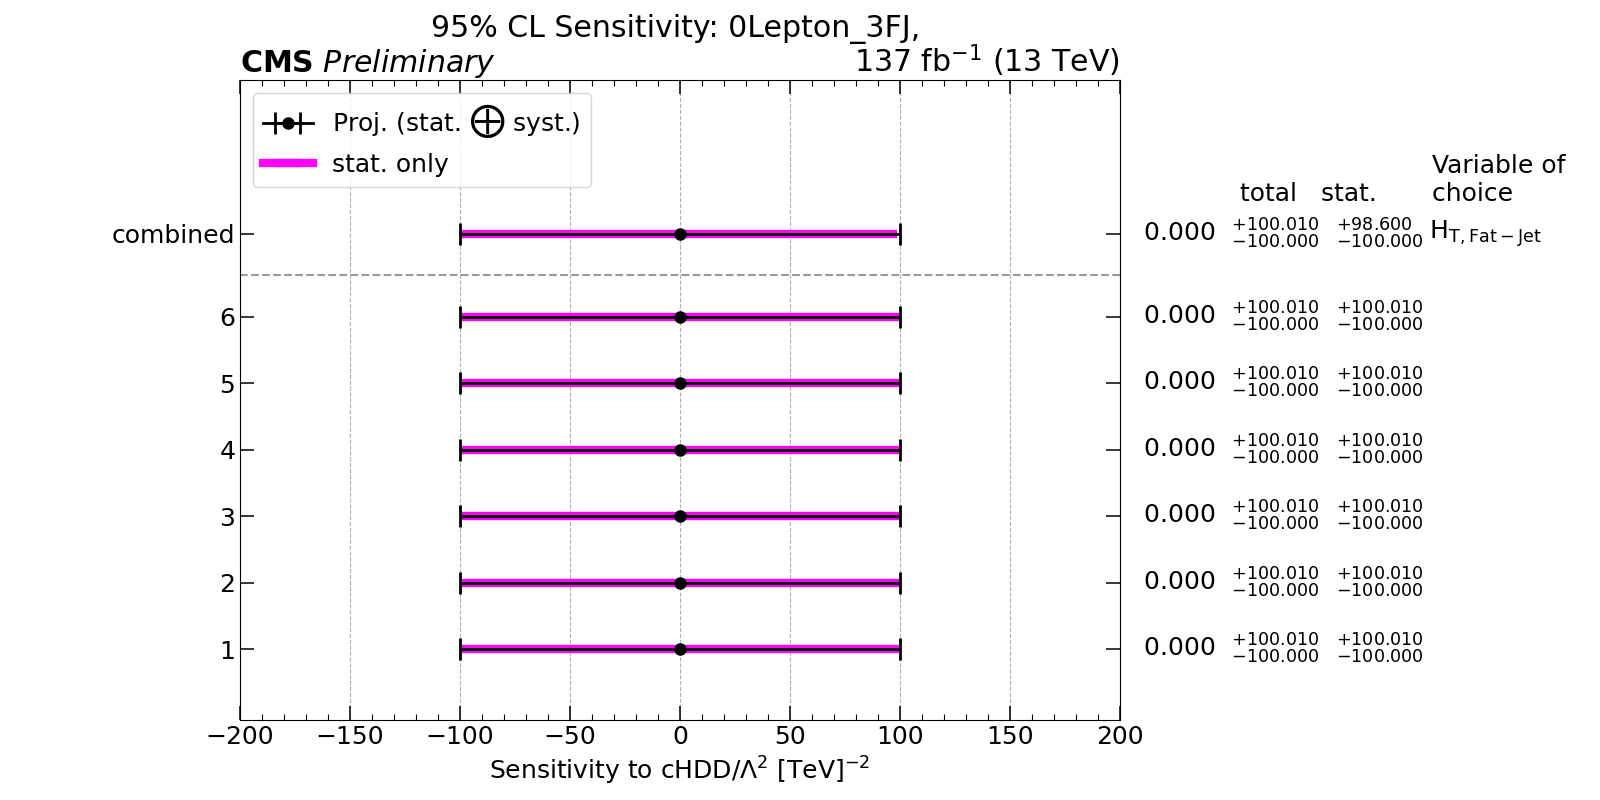 95% CL Sensitivity: 0Lepton_3FJ,
CMS Preliminary 137 fb⁻¹ (13 TeV)
Proj. (stat. ⊕ syst.)
stat. only
Variable of
total stat. choice
combined 0.000 +100.010 −100.000 +98.600 −100.000 H_T, Fat−Jet
6 0.000 +100.010 −100.000 +100.010 −100.000
5 0.000 +100.010 −100.000 +100.010 −100.000
4 0.000 +100.010 −100.000 +100.010 −100.000
3 0.000 +100.010 −100.000 +100.010 −100.000
2 0.000 +100.010 −100.000 +100.010 −100.000
1 0.000 +100.010 −100.000 +100.010 −100.000
−200 −150 −100 −50 0 50 100 150 200
Sensitivity to cHDD/Λ² [TeV]⁻²